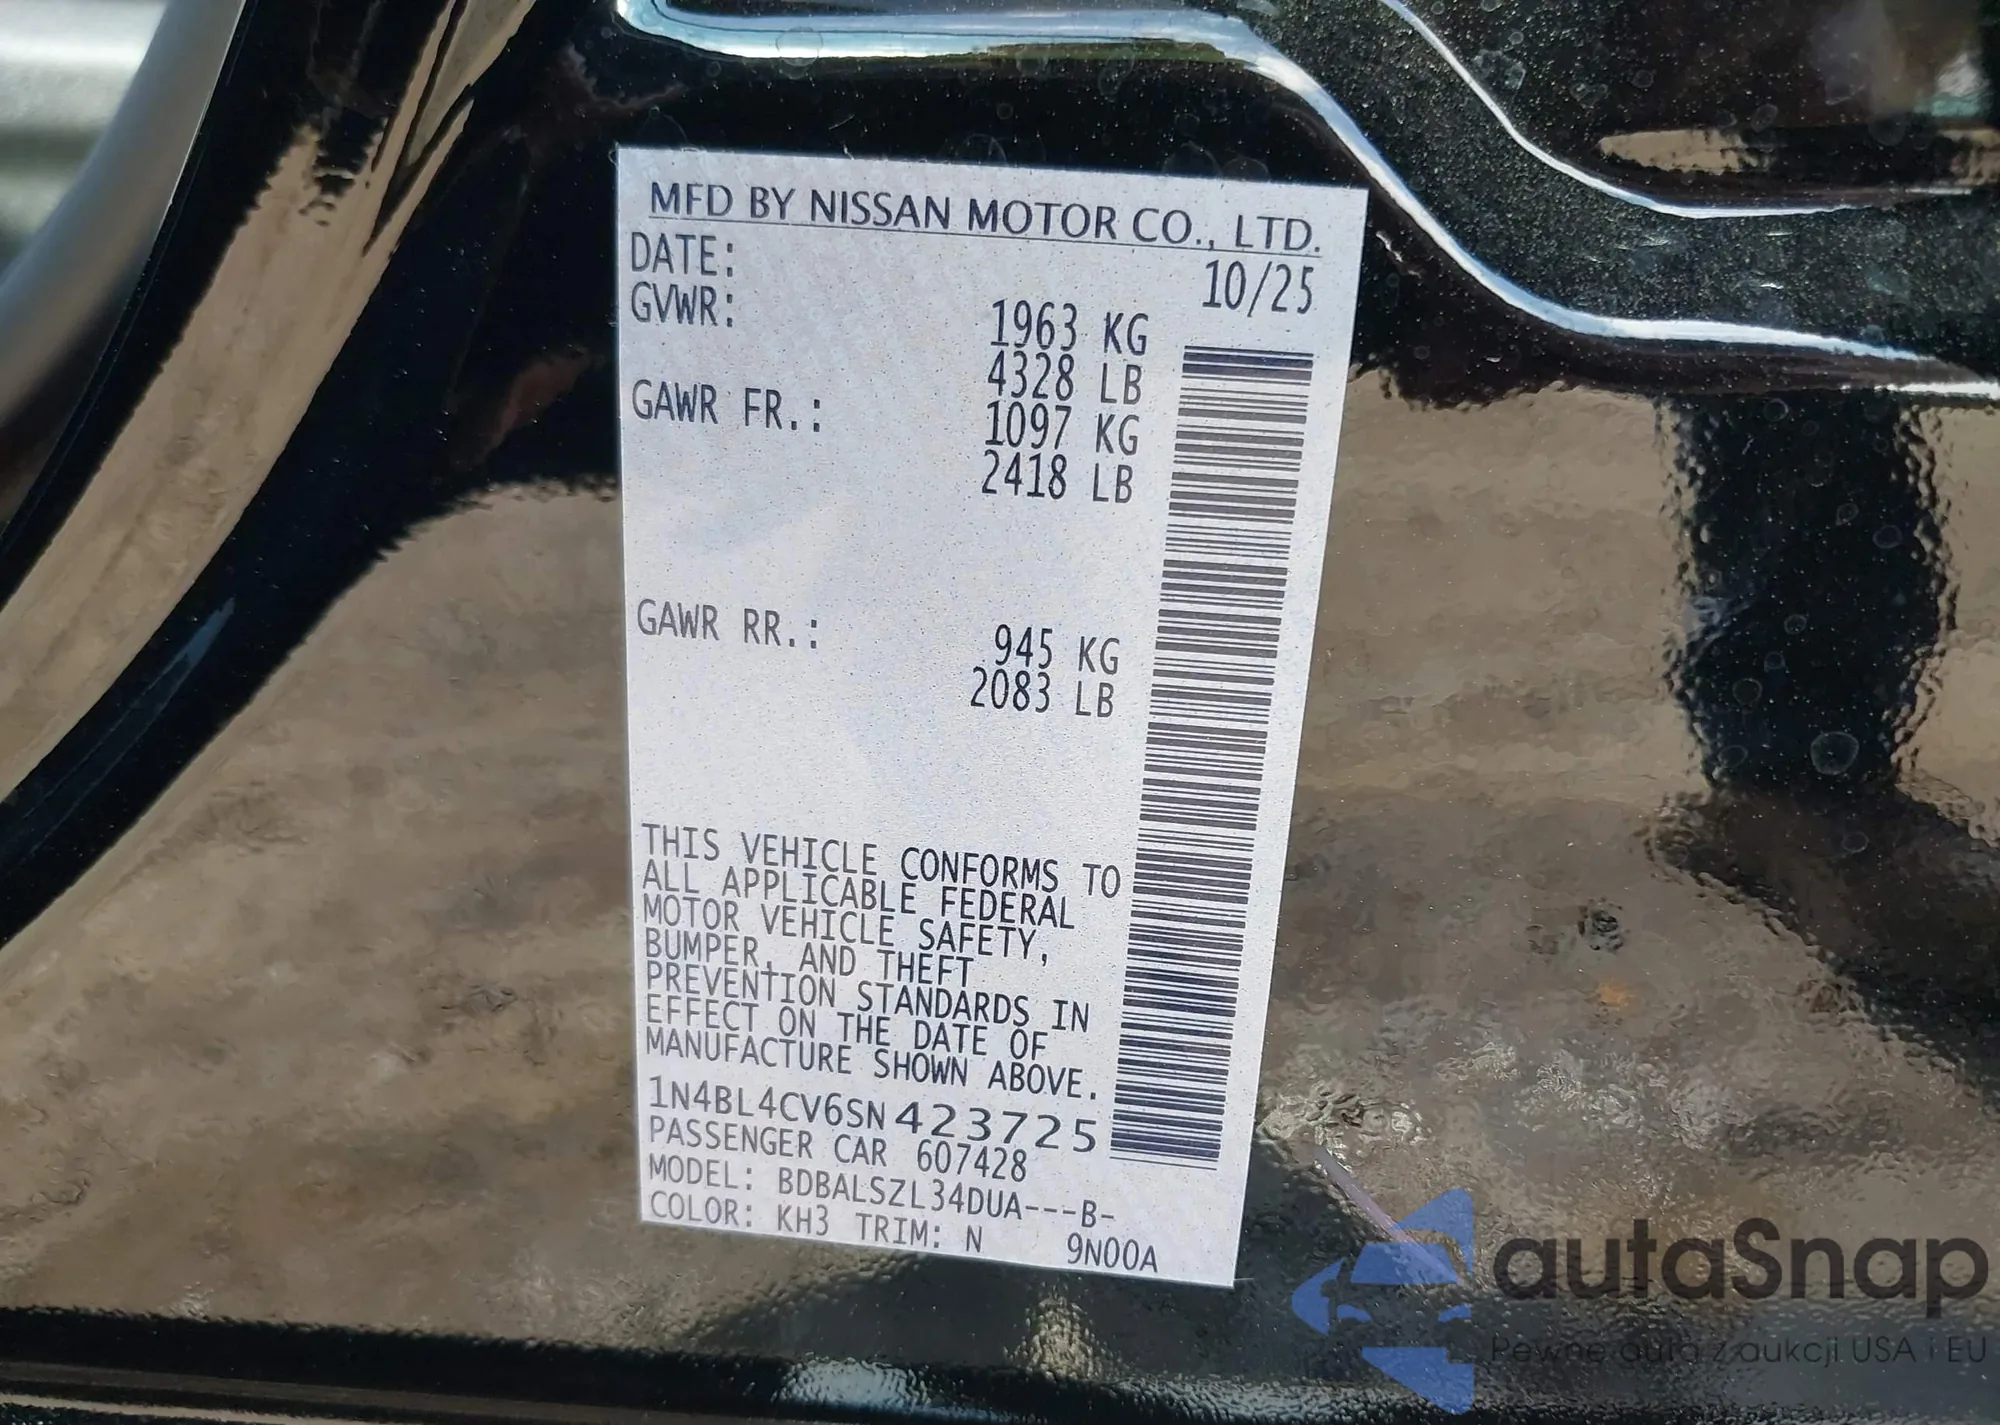 MFD BY NISSAN MOTOR CO., LTD.
DATE: 10/25
GVWR: 1963 KG
4328 LB
GAWR FR.: 1097 KG
2418 LB
GAWR RR.: 945 KG
2083 LB
THIS VEHICLE CONFORMS TO
ALL APPLICABLE FEDERAL
MOTOR VEHICLE SAFETY,
BUMPER, AND THEFT
PREVENTION STANDARDS IN
EFFECT ON THE DATE OF
MANUFACTURE SHOWN ABOVE.
1N4BL4CV6SN423725
PASSENGER CAR 607428
MODEL: BDBALSZL34DUA---B-
COLOR: KH3 TRIM: N 9N00A
autaSnap
Pewne auta z aukcji USA i EU